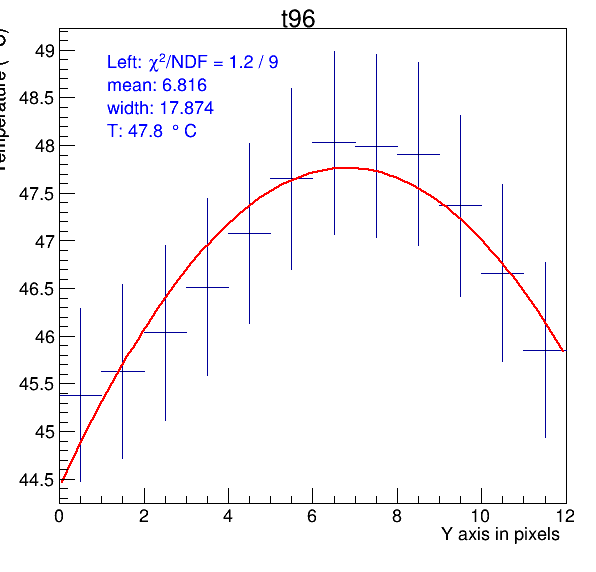 t96
Temperature (°C)
Left: χ²/NDF = 1.2 / 9
mean: 6.816
width: 17.874
T: 47.8 °C
49
48.5
48
47.5
47
46.5
46
45.5
45
44.5
0 2 4 6 8 10 12
Y axis in pixels